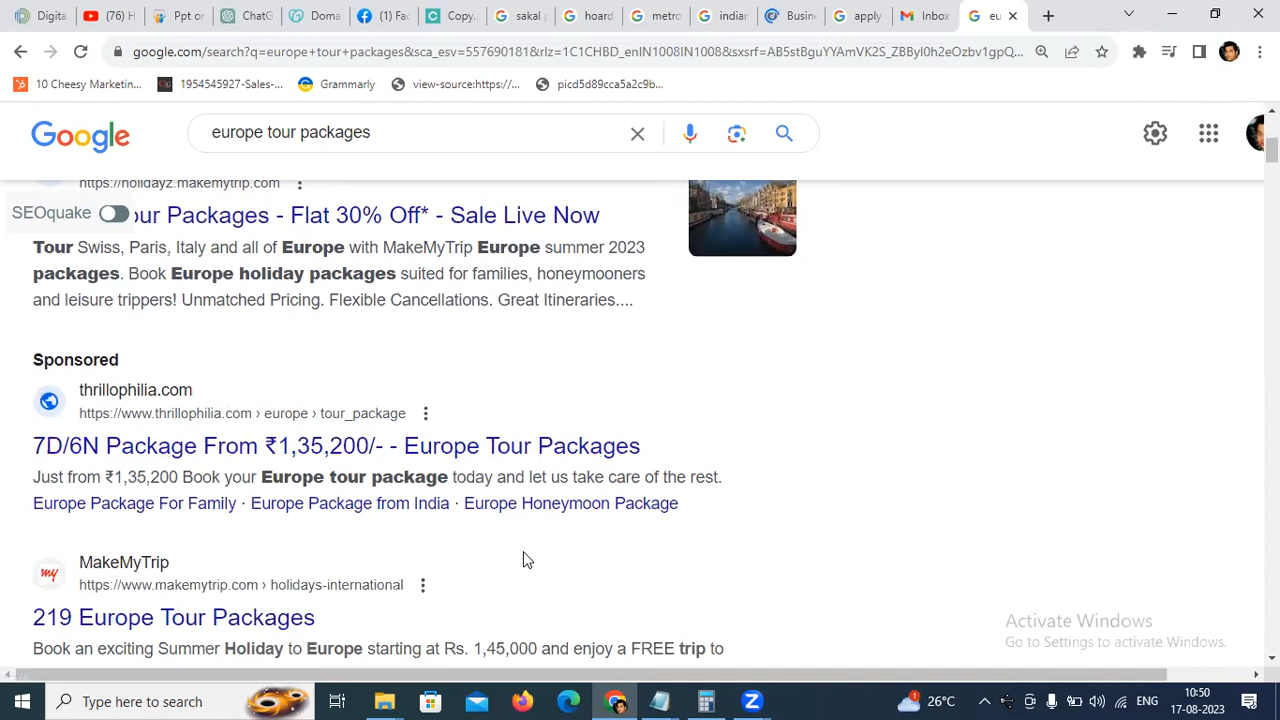 Digita
(76) H
Ppt or
ChatG
Doma
(1) Fac
Copy.
sakal
hoard
metro
indian
Busine
apply
Inbox
eu
google.com/search?q=europe+tour+packages&sca_esv=557690181&rlz=1C1CHBD_enIN1008IN1008&sxsrf=AB5stBguYYAmVK2S_ZBByl0h2eOzbv1gpQ...
10 Cheesy Marketin...
1954545927-Sales-...
Grammarly
view-source:https://...
picd5d89cca5a2c9b...
Google
europe tour packages
https://holidayz.makemytrip.com
SEOquake
our Packages - Flat 30% Off* - Sale Live Now
Tour Swiss, Paris, Italy and all of Europe with MakeMyTrip Europe summer 2023
packages. Book Europe holiday packages suited for families, honeymooners
and leisure trippers! Unmatched Pricing. Flexible Cancellations. Great Itineraries....
Sponsored
thrillophilia.com
https://www.thrillophilia.com › europe › tour_package
7D/6N Package From ₹1,35,200/- - Europe Tour Packages
Just from ₹1,35,200 Book your Europe tour package today and let us take care of the rest.
Europe Package For Family · Europe Package from India · Europe Honeymoon Package
MakeMyTrip
https://www.makemytrip.com › holidays-international
my
219 Europe Tour Packages
Book an exciting Summer Holiday to Europe starting at Rs. 1,45,000 and enjoy a FREE trip to
Activate Windows
Go to Settings to activate Windows.
Type here to search
26°C
ENG
10:50
17-08-2023